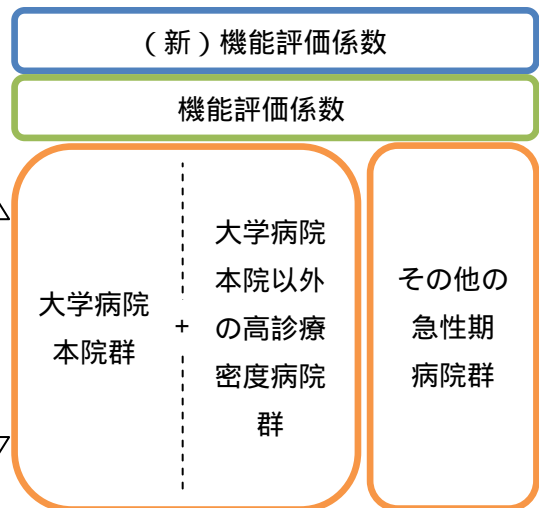 （新）機能評価係数
機能評価係数
大学病院
本院群
+
大学病院
本院以外
の高診療
密度病院
群
その他の
急性期
病院群